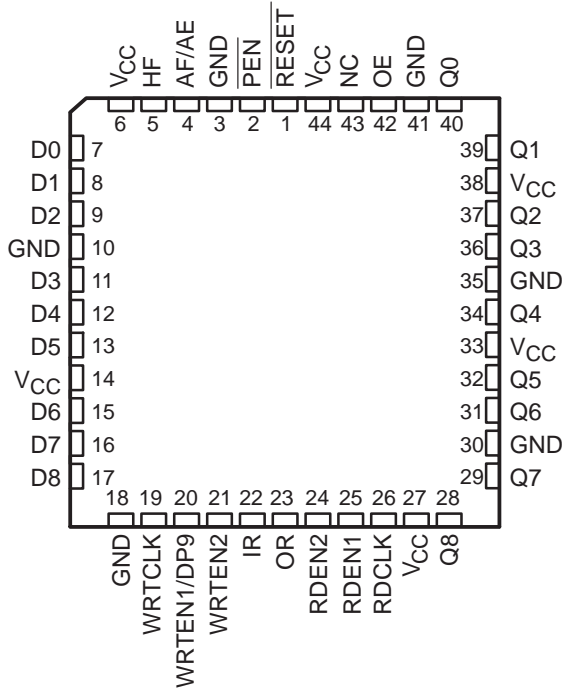 VCC
HF
AF/AE
GND
PEN
RESET
VCC
NC
OE
GND
Q0
6
5
4
3
2
1
44
43
42
41
40
D0 7
D1 8
D2 9
GND 10
D3 11
D4 12
D5 13
VCC 14
D6 15
D7 16
D8 17
39 Q1
38 VCC
37 Q2
36 Q3
35 GND
34 Q4
33 VCC
32 Q5
31 Q6
30 GND
29 Q7
18
19
20
21
22
23
24
25
26
27
28
GND
WRTCLK
WRTEN1/DP9
WRTEN2
IR
OR
RDEN2
RDEN1
RDCLK
VCC
Q8